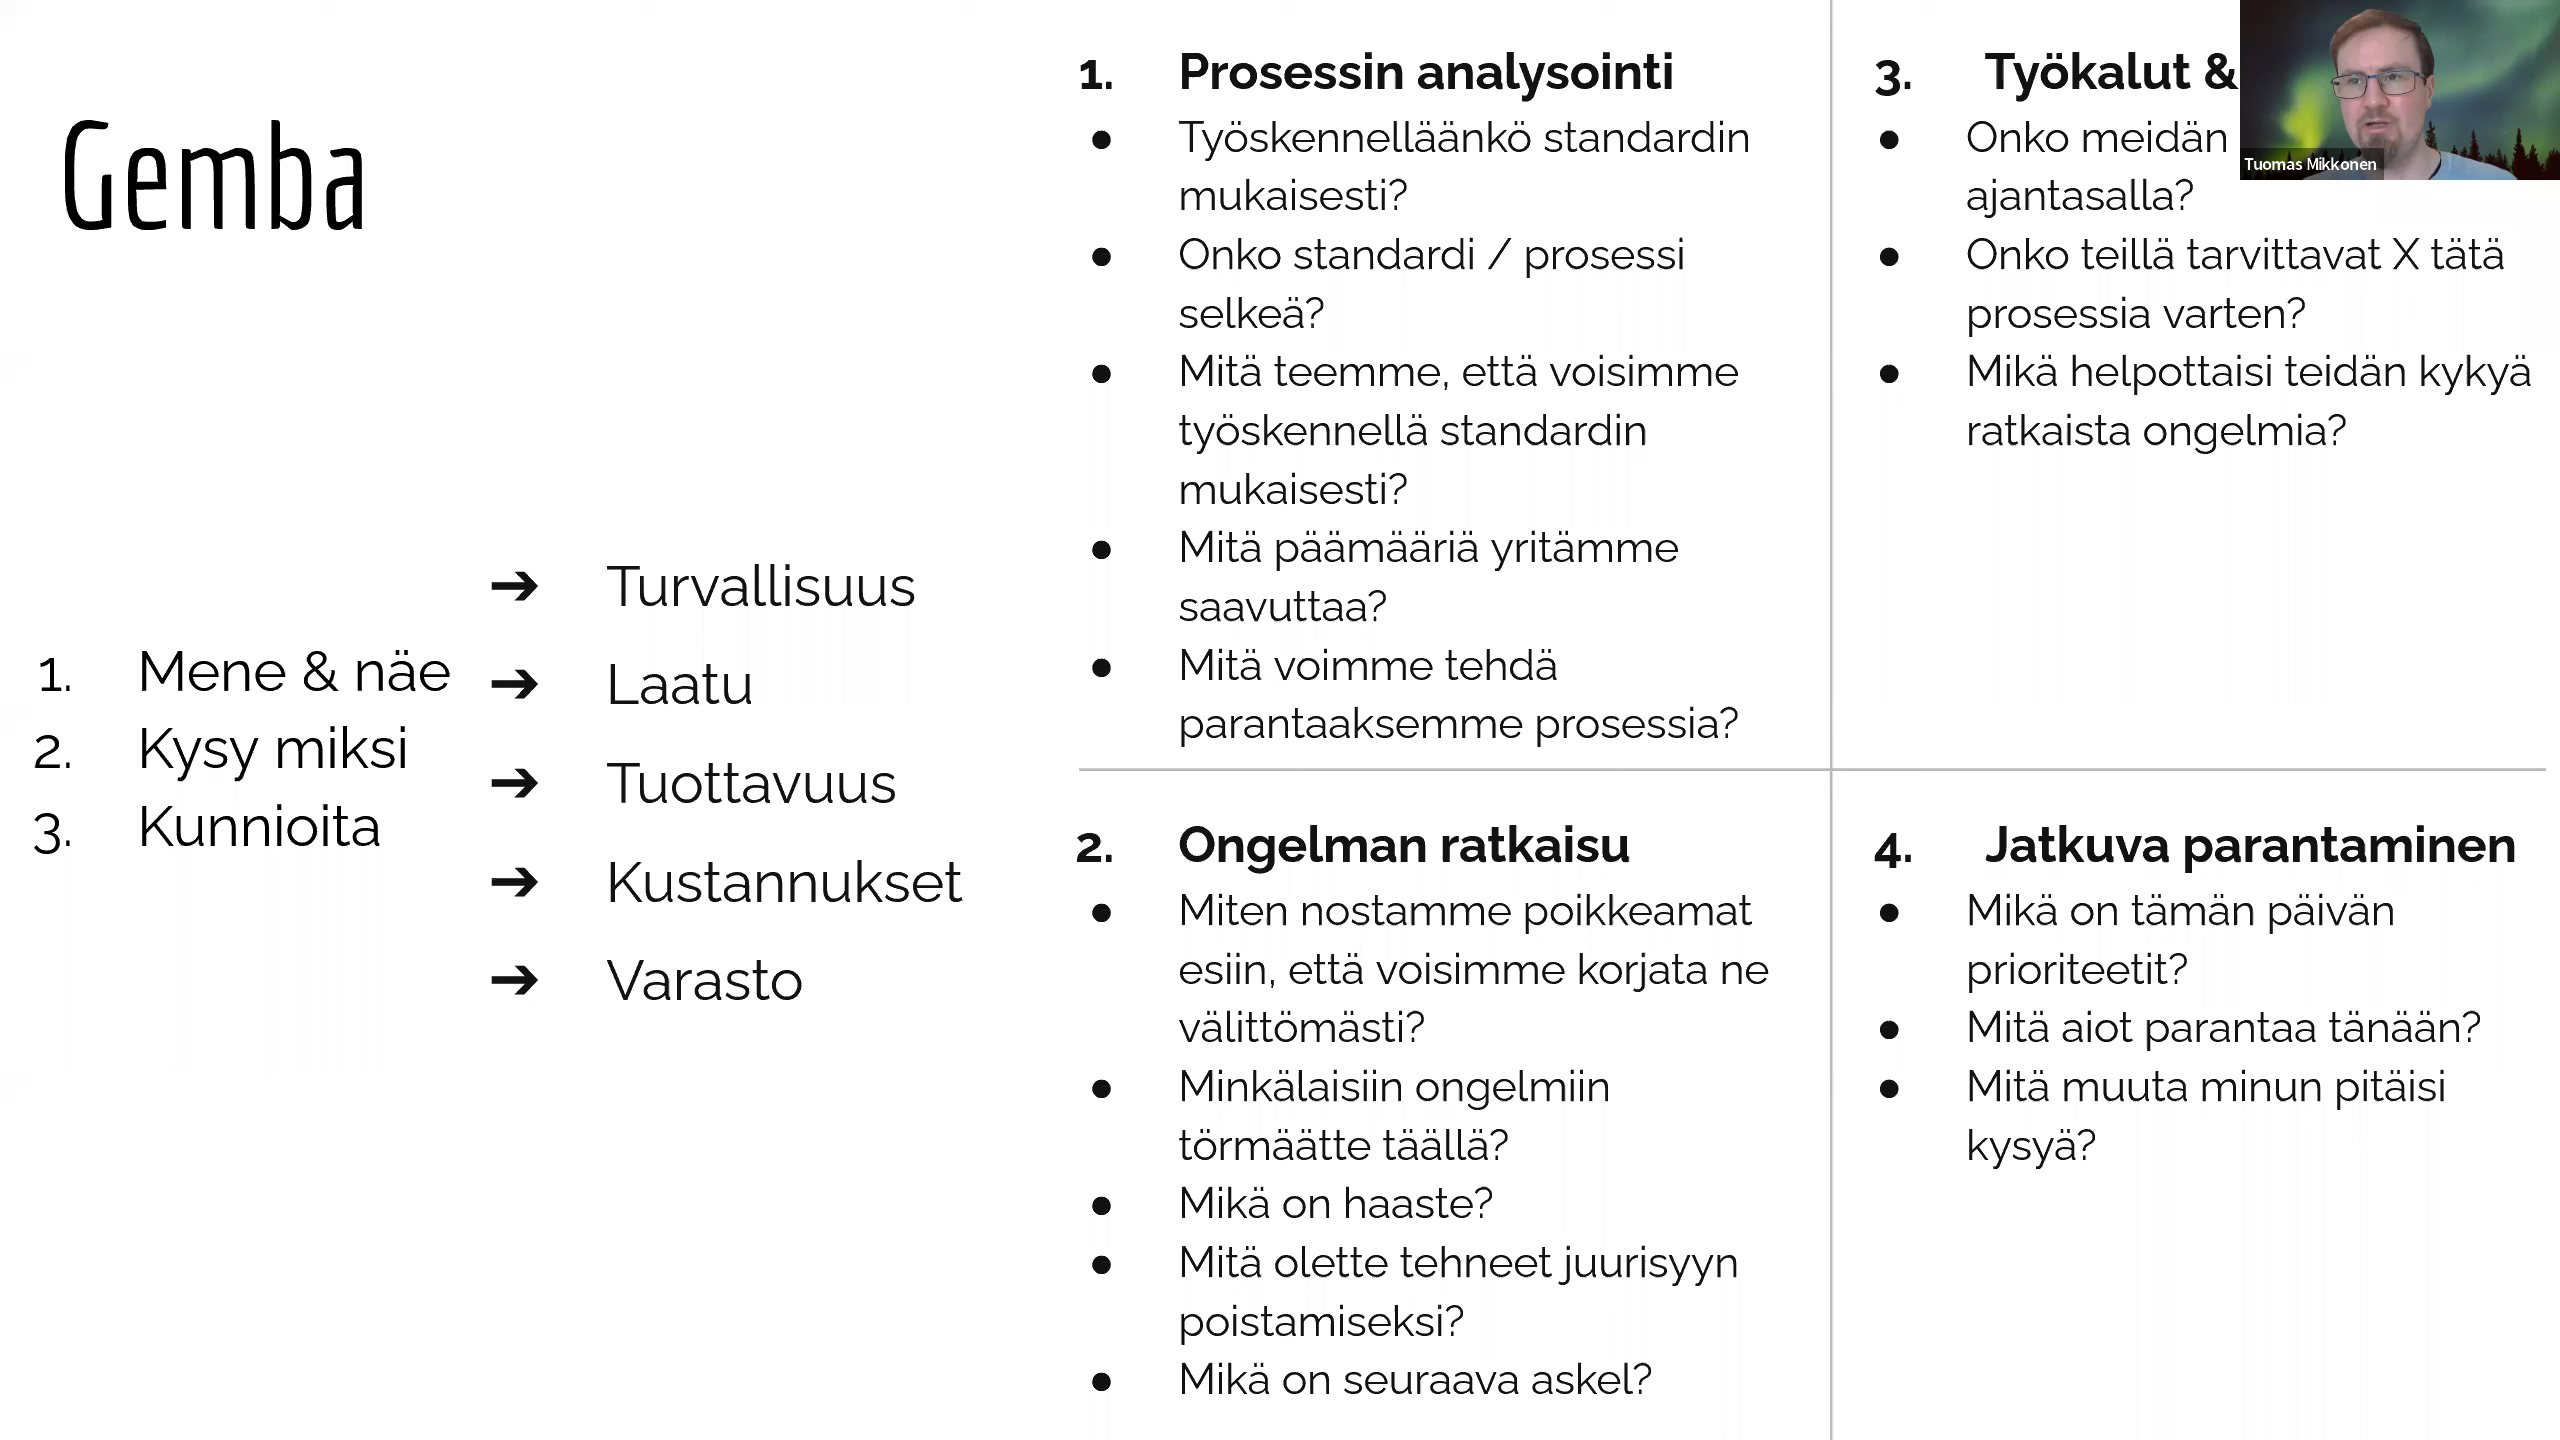 Gemba
1. Mene & näe
2. Kysy miksi
3. Kunnioita
➔ Turvallisuus
➔ Laatu
➔ Tuottavuus
➔ Kustannukset
➔ Varasto
1. Prosessin analysointi
● Työskennelläänkö standardin
mukaisesti?
● Onko standardi / prosessi
selkeä?
● Mitä teemme, että voisimme
työskennellä standardin
mukaisesti?
● Mitä päämääriä yritämme
saavuttaa?
● Mitä voimme tehdä
parantaaksemme prosessia?
2. Ongelman ratkaisu
● Miten nostamme poikkeamat
esiin, että voisimme korjata ne
välittömästi?
● Minkälaisiin ongelmiin
törmäätte täällä?
● Mikä on haaste?
● Mitä olette tehneet juurisyyn
poistamiseksi?
● Mikä on seuraava askel?
3. Työkalut &
● Onko meidän
ajantasalla?
● Onko teillä tarvittavat X tätä
prosessia varten?
● Mikä helpottaisi teidän kykyä
ratkaista ongelmia?
4. Jatkuva parantaminen
● Mikä on tämän päivän
prioriteetit?
● Mitä aiot parantaa tänään?
● Mitä muuta minun pitäisi
kysyä?
Tuomas Mikkonen